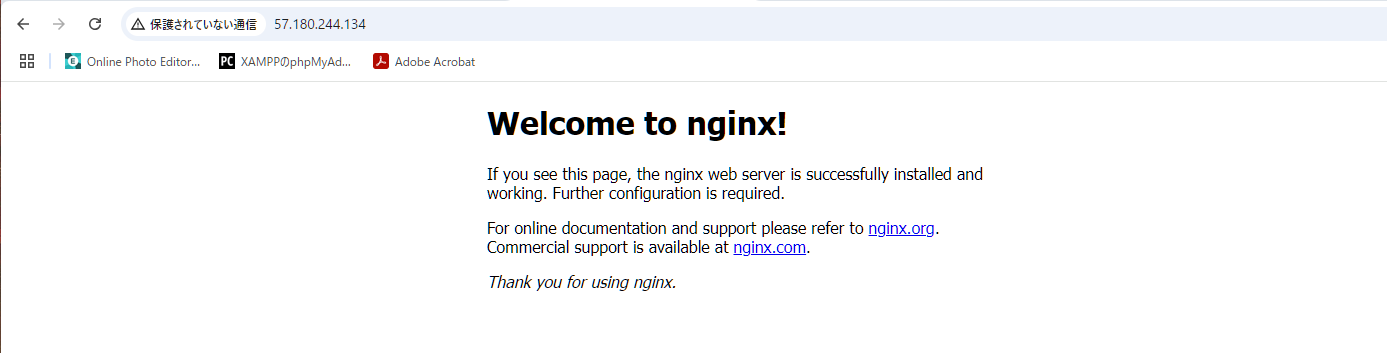 保護されていない通信 57.180.244.134
Online Photo Editor... PC XAMPPのphpMyAd... Adobe Acrobat
Welcome to nginx!
If you see this page, the nginx web server is successfully installed and
working. Further configuration is required.
For online documentation and support please refer to nginx.org.
Commercial support is available at nginx.com.
Thank you for using nginx.